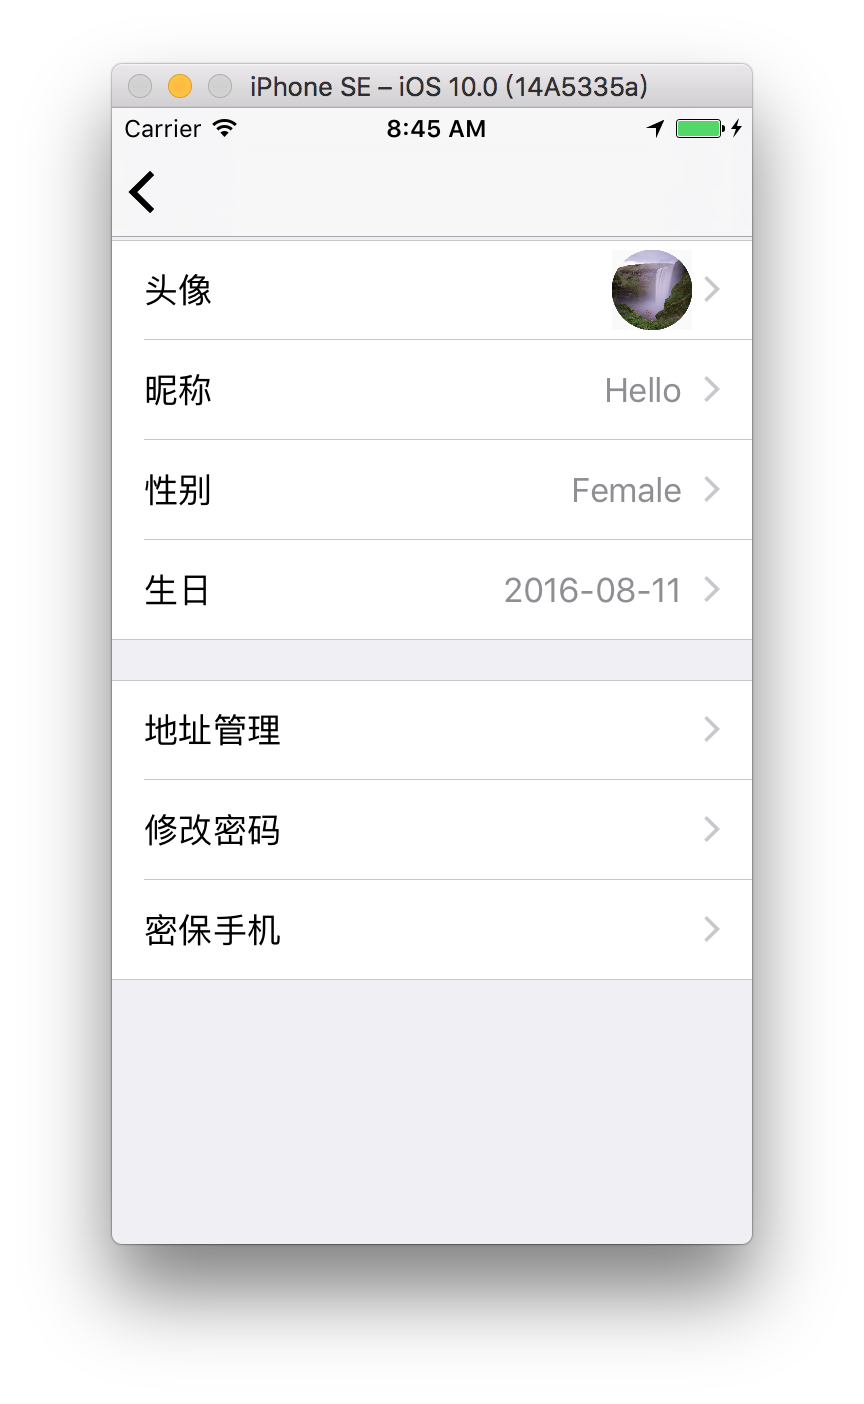 iPhone SE – iOS 10.0 (14A5335a)
Carrier 8:45 AM
头像
昵称 Hello
性别 Female
生日 2016-08-11
地址管理
修改密码
密保手机